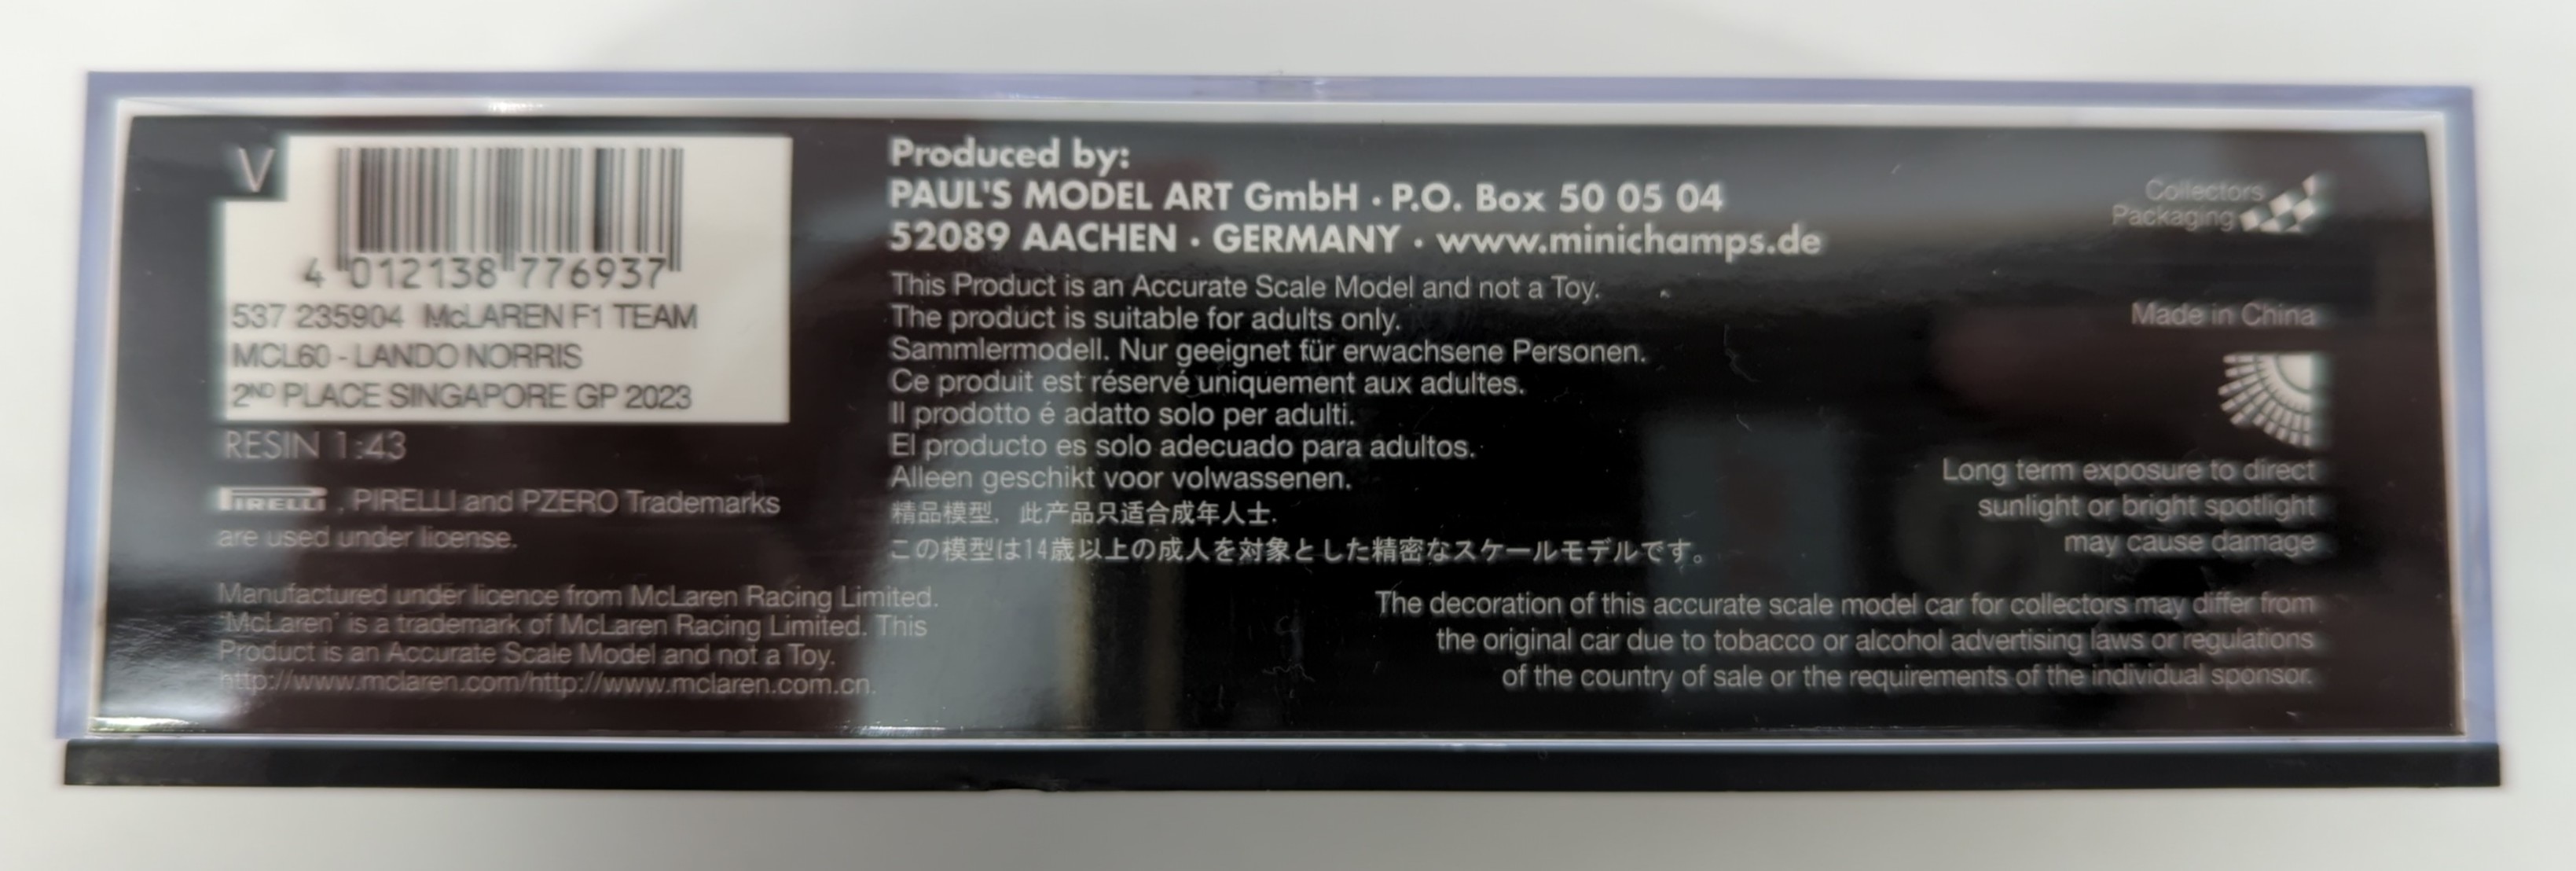 V
4 012138 776937
537 235904 McLAREN F1 TEAM
MCL60 - LANDO NORRIS
2ND PLACE SINGAPORE GP 2023
RESIN 1:43
PIRELLI , PIRELLI and PZERO Trademarks
are used under license.
Manufactured under licence from McLaren Racing Limited.
'McLaren' is a trademark of McLaren Racing Limited. This
Product is an Accurate Scale Model and not a Toy.
http://www.mclaren.com/http://www.mclaren.com.cn.
Produced by:
PAUL'S MODEL ART GmbH · P.O. Box 50 05 04
52089 AACHEN · GERMANY · www.minichamps.de
This Product is an Accurate Scale Model and not a Toy.
The product is suitable for adults only.
Sammlermodell. Nur geeignet für erwachsene Personen.
Ce produit est réservé uniquement aux adultes.
Il prodotto é adatto solo per adulti.
El producto es solo adecuado para adultos.
Alleen geschikt voor volwassenen.
精品模型, 此产品只适合成年人士.
この模型は14歳以上の成人を対象とした精密なスケールモデルです。
Collectors
Packaging
Made in China
Long term exposure to direct
sunlight or bright spotlight
may cause damage
The decoration of this accurate scale model car for collectors may differ from
the original car due to tobacco or alcohol advertising laws or regulations
of the country of sale or the requirements of the individual sponsor.